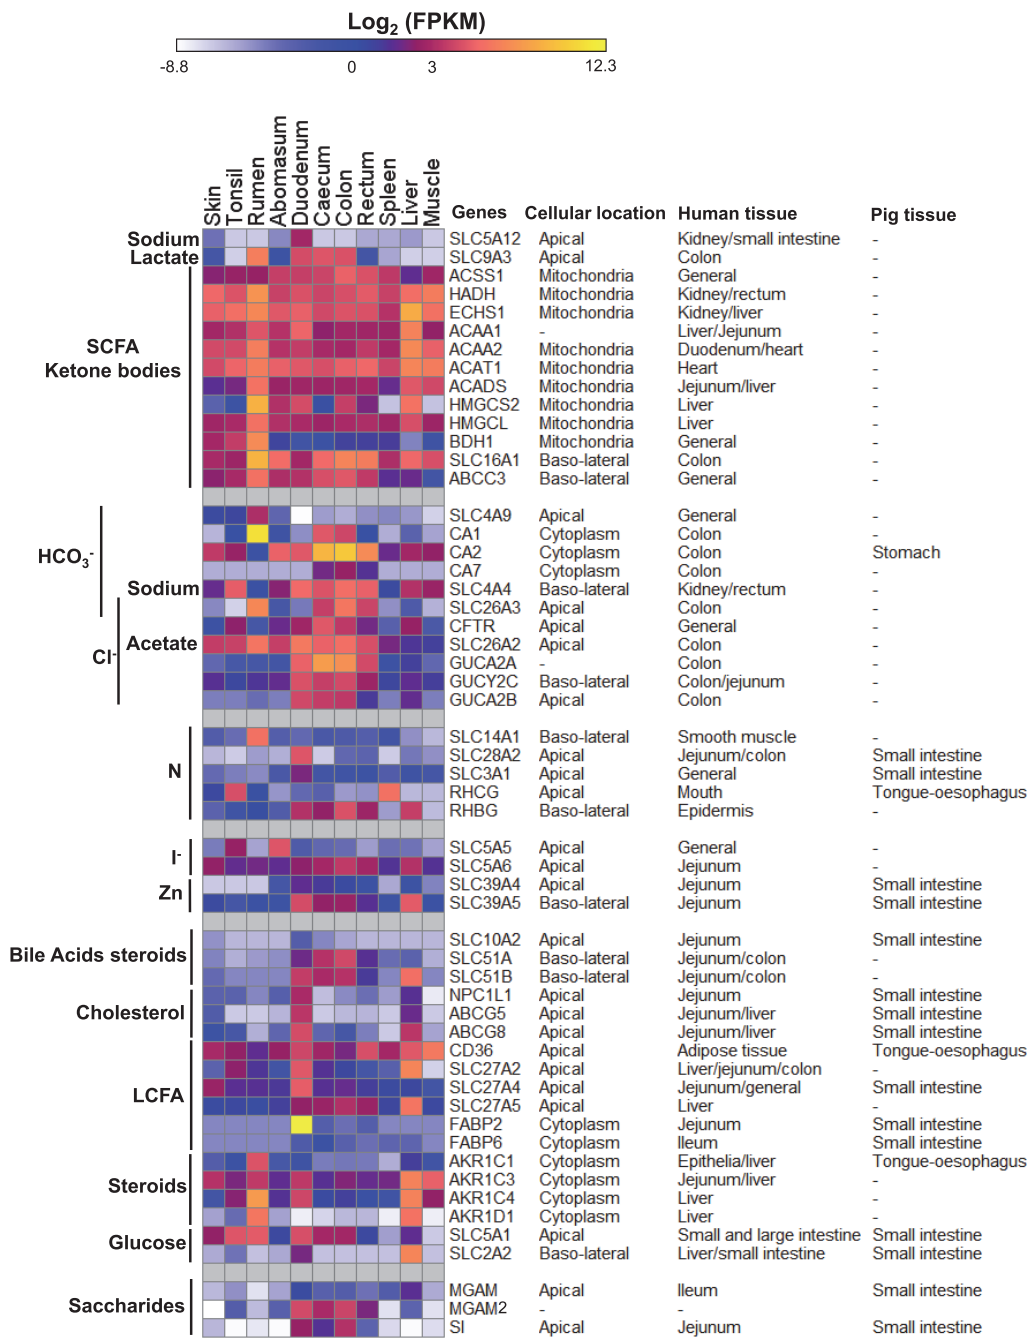 Log2 (FPKM)
-8.8 0 3 12.3
Skin Tonsil Rumen Abomasum Duodenum Caecum Colon Rectum Spleen Liver Muscle
Genes Cellular location Human tissue Pig tissue
Sodium SLC5A12 Apical Kidney/small intestine -
Lactate SLC9A3 Apical Colon -
ACSS1 Mitochondria General -
HADH Mitochondria Kidney/rectum -
ECHS1 Mitochondria Kidney/liver -
ACAA1 - Liver/Jejunum -
SCFA ACAA2 Mitochondria Duodenum/heart -
Ketone bodies ACAT1 Mitochondria Heart -
ACADS Mitochondria Jejunum/liver -
HMGCS2 Mitochondria Liver -
HMGCL Mitochondria Liver -
BDH1 Mitochondria General -
SLC16A1 Baso-lateral Colon -
ABCC3 Baso-lateral General -
SLC4A9 Apical General -
CA1 Cytoplasm Colon -
HCO3- CA2 Cytoplasm Colon Stomach
CA7 Cytoplasm Colon -
Sodium SLC4A4 Baso-lateral Kidney/rectum -
SLC26A3 Apical Colon -
CFTR Apical General -
Acetate SLC26A2 Apical Colon -
Cl- GUCA2A - Colon -
GUCY2C Baso-lateral Colon/jejunum -
GUCA2B Apical Colon -
SLC14A1 Baso-lateral Smooth muscle -
SLC28A2 Apical Jejunum/colon Small intestine
N SLC3A1 Apical General Small intestine
RHCG Apical Mouth Tongue-oesophagus
RHBG Baso-lateral Epidermis -
I- SLC5A5 Apical General -
SLC5A6 Apical Jejunum -
Zn SLC39A4 Apical Jejunum Small intestine
SLC39A5 Baso-lateral Jejunum Small intestine
Bile Acids steroids SLC10A2 Apical Jejunum Small intestine
SLC51A Baso-lateral Jejunum/colon -
SLC51B Baso-lateral Jejunum/colon -
NPC1L1 Apical Jejunum Small intestine
Cholesterol ABCG5 Apical Jejunum/liver Small intestine
ABCG8 Apical Jejunum/liver Small intestine
CD36 Apical Adipose tissue Tongue-oesophagus
SLC27A2 Apical Liver/jejunum/colon -
LCFA SLC27A4 Apical Jejunum/general Small intestine
SLC27A5 Apical Liver -
FABP2 Cytoplasm Jejunum Small intestine
FABP6 Cytoplasm Ileum Small intestine
AKR1C1 Cytoplasm Epithelia/liver Tongue-oesophagus
Steroids AKR1C3 Cytoplasm Jejunum/liver -
AKR1C4 Cytoplasm Liver -
AKR1D1 Cytoplasm Liver -
Glucose SLC5A1 Apical Small and large intestine Small intestine
SLC2A2 Baso-lateral Liver/small intestine Small intestine
MGAM Apical Ileum Small intestine
Saccharides MGAM2 - -
SI Apical Jejunum Small intestine